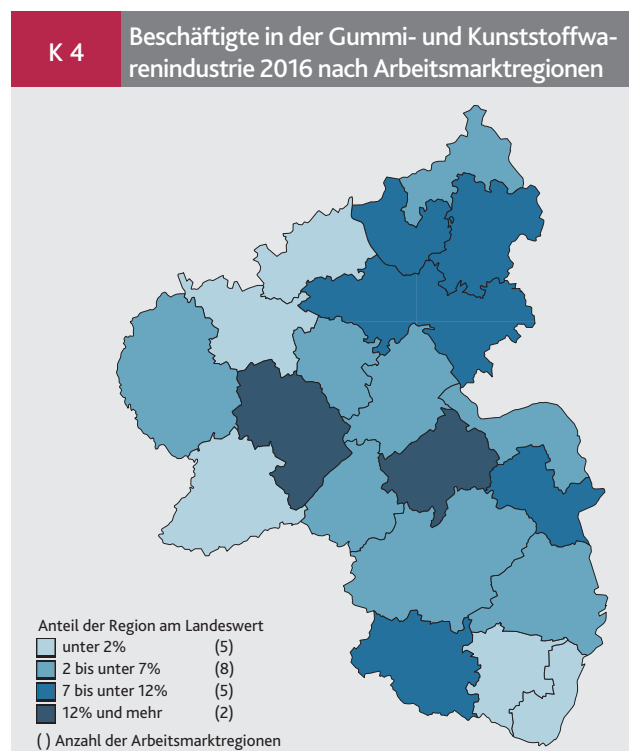 K 4
Beschäftigte in der Gummi- und Kunststoffwa-
renindustrie 2016 nach Arbeitsmarktregionen
Anteil der Region am Landeswert
unter 2% (5)
2 bis unter 7% (8)
7 bis unter 12% (5)
12% und mehr (2)
( ) Anzahl der Arbeitsmarktregionen